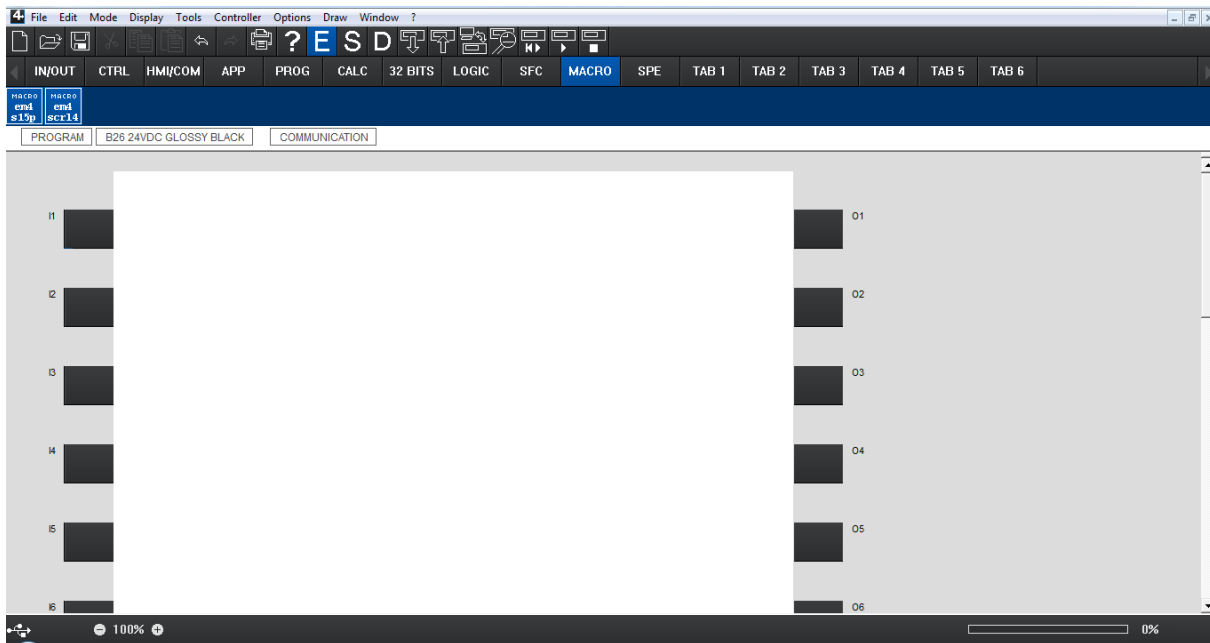 4 File Edit Mode Display Tools Controller Options Draw Window ?
? E S D
IN/OUT CTRL HMI/COM APP PROG CALC 32 BITS LOGIC SFC MACRO SPE TAB 1 TAB 2 TAB 3 TAB 4 TAB 5 TAB 6
MACRO MACRO
em4 em4
s15p scr14
PROGRAM B26 24VDC GLOSSY BLACK COMMUNICATION
I1 O1
I2 O2
I3 O3
I4 O4
I5 O5
I6 O6
100% 0%